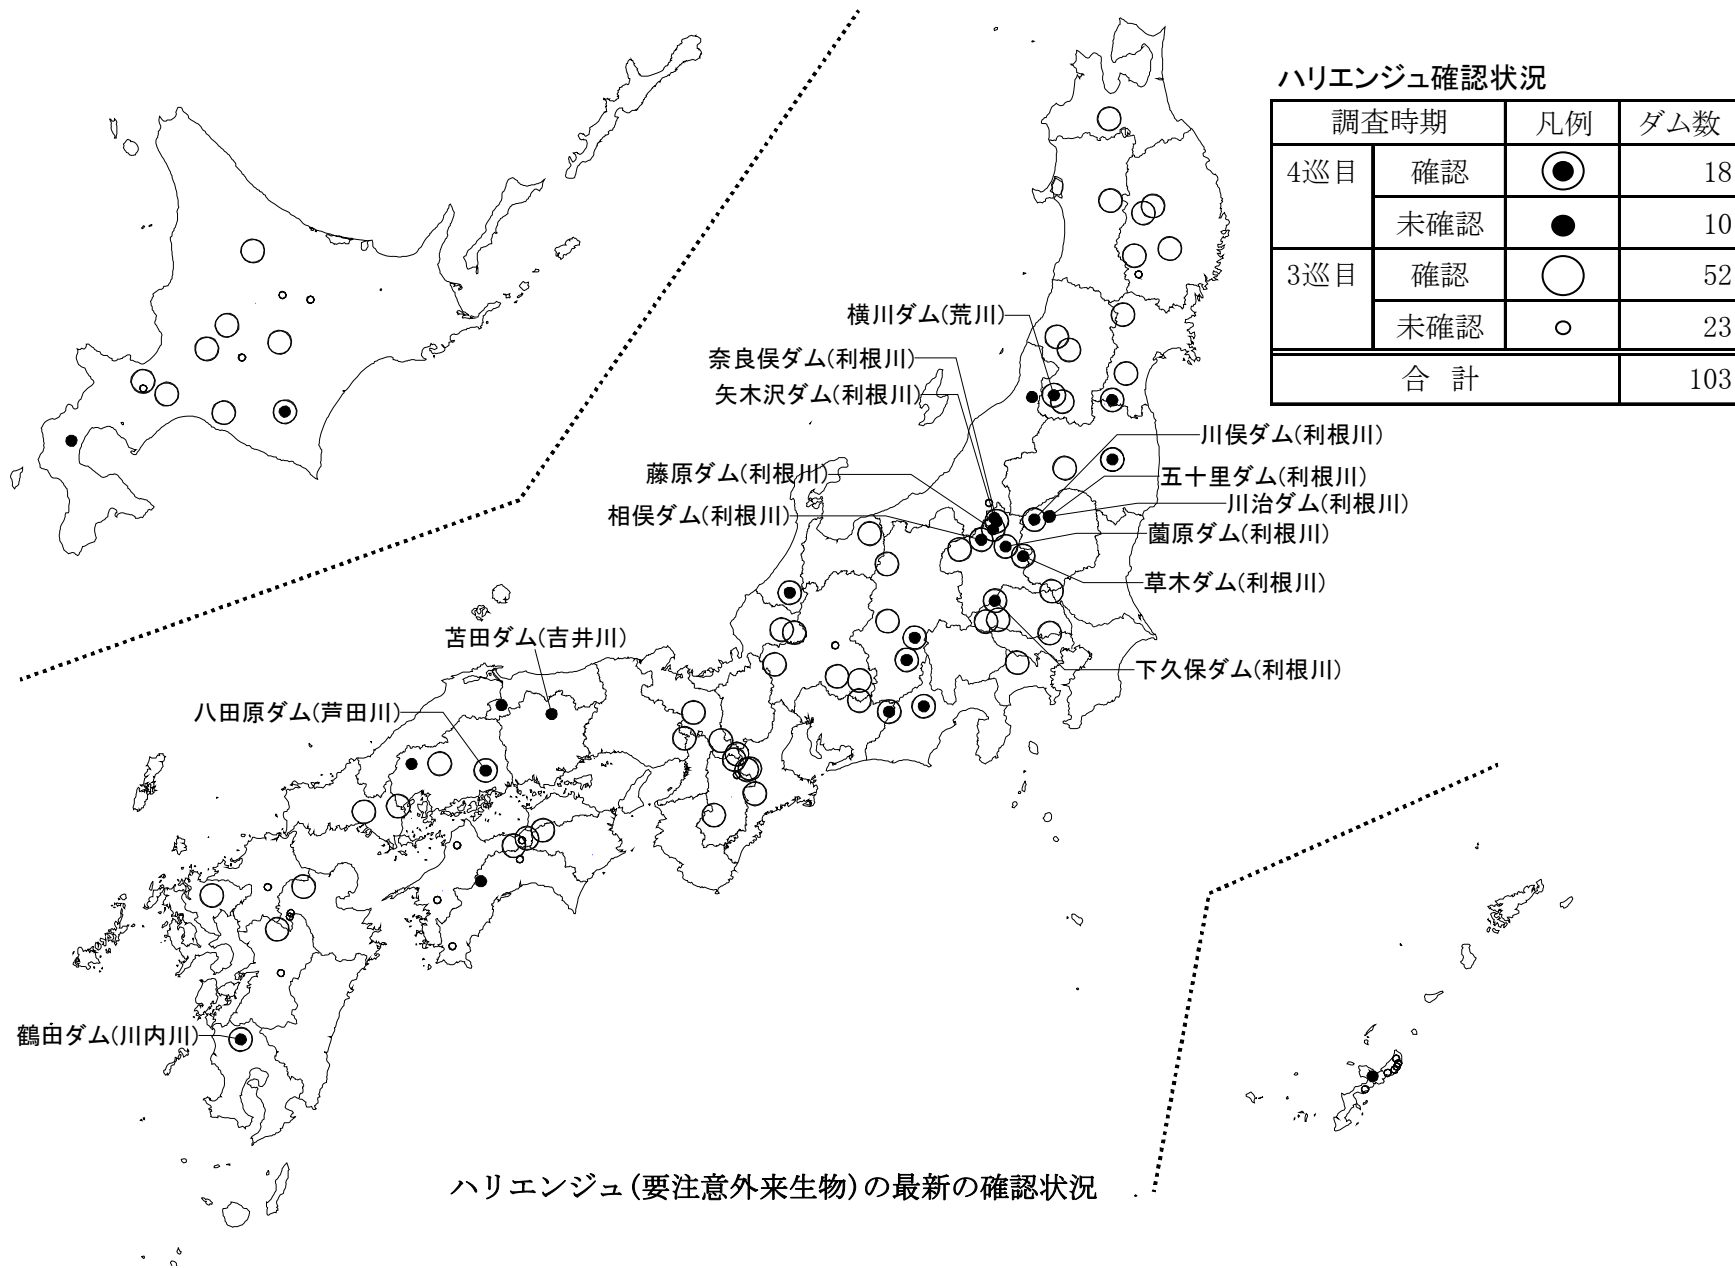 ハリエンジュ確認状況
調査時期 凡例 ダム数
4巡目 確認 18
未確認 10
3巡目 確認 52
未確認 23
合 計 103
横川ダム(荒川)
奈良俣ダム(利根川)
矢木沢ダム(利根川)
川俣ダム(利根川)
藤原ダム(利根川)
五十里ダム(利根川)
川治ダム(利根川)
相俣ダム(利根川)
薗原ダム(利根川)
草木ダム(利根川)
苫田ダム(吉井川)
下久保ダム(利根川)
八田原ダム(芦田川)
鶴田ダム(川内川)
ハリエンジュ(要注意外来生物)の最新の確認状況